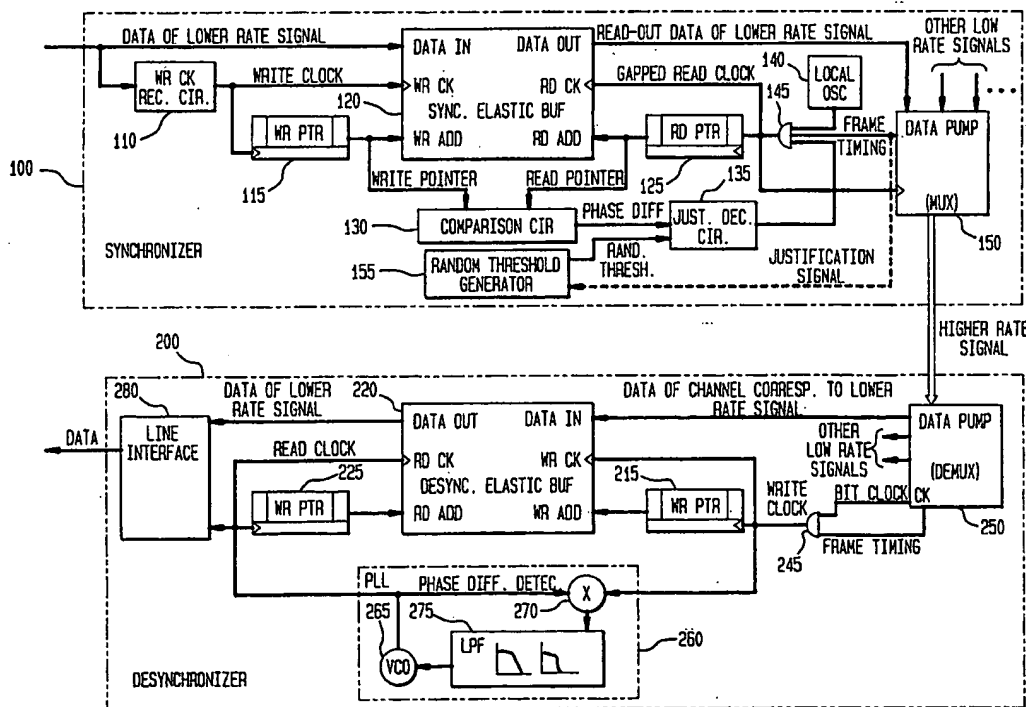 DATA OF LOWER RATE SIGNAL
WR CK
REC. CIR.
110
WRITE CLOCK
WR PTR
115
120
DATA IN
DATA OUT
WR CK
RD CK
SYNC. ELASTIC BUF
WR ADD
RD ADD
READ-OUT DATA OF LOWER RATE SIGNAL
GAPPED READ CLOCK
OTHER LOW
RATE SIGNALS
140
LOCAL
OSC
145
FRAME
TIMING
RD PTR
125
DATA PUMP
(MUX)
150
100
WRITE POINTER
READ POINTER
135
130
COMPARISON CIR
PHASE DIFF
JUST. DEC.
CIR.
155
RANDOM THRESHOLD
GENERATOR
RAND.
THRESH.
JUSTIFICATION
SIGNAL
SYNCHRONIZER
HIGHER RATE
SIGNAL
200
280
DATA OF LOWER
RATE SIGNAL
220
DATA OF CHANNEL CORRESP. TO LOWER
RATE SIGNAL
DATA
LINE
INTERFACE
DATA OUT
DATA IN
DATA PUMP
OTHER
LOW RATE
SIGNALS
(DEMUX)
READ CLOCK
RD CK
WR CK
225
DESYNC. ELASTIC BUF
215
WR PTR
RD ADD
WR ADD
WR PTR
WRITE
CLOCK
BIT CLOCK
CK
250
245
FRAME TIMING
PLL
PHASE DIFF. DETEC
X
270
265
275
LPF
VCO
260
DESYNCHRONIZER